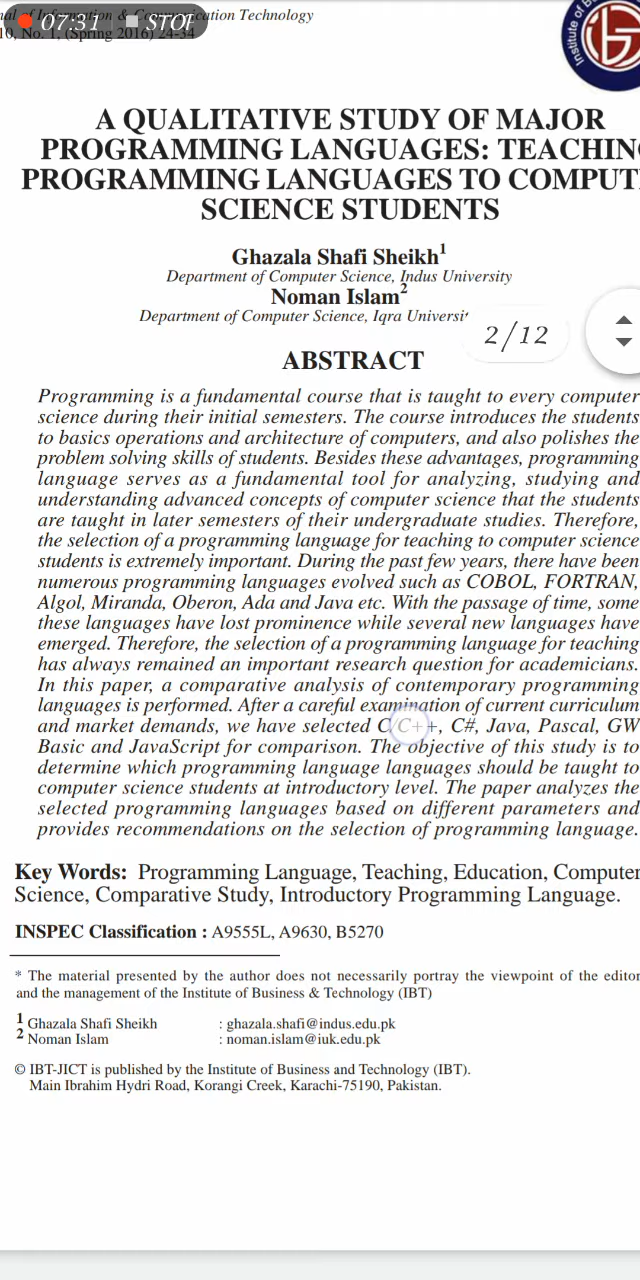 nal of Information & Communication Technology
07:31 STOP
10, No. 1, (Spring 2016) 24-34
Institute of B
A QUALITATIVE STUDY OF MAJOR
PROGRAMMING LANGUAGES: TEACHING
PROGRAMMING LANGUAGES TO COMPUTE
SCIENCE STUDENTS
Ghazala Shafi Sheikh1
Department of Computer Science, Indus University
Noman Islam2
Department of Computer Science, Iqra Universit
2/12
ABSTRACT
Programming is a fundamental course that is taught to every computer
science during their initial semesters. The course introduces the students
to basics operations and architecture of computers, and also polishes the
problem solving skills of students. Besides these advantages, programming
language serves as a fundamental tool for analyzing, studying and
understanding advanced concepts of computer science that the students
are taught in later semesters of their undergraduate studies. Therefore,
the selection of a programming language for teaching to computer science
students is extremely important. During the past few years, there have been
numerous programming languages evolved such as COBOL, FORTRAN,
Algol, Miranda, Oberon, Ada and Java etc. With the passage of time, some
these languages have lost prominence while several new languages have
emerged. Therefore, the selection of a programming language for teaching
has always remained an important research question for academicians.
In this paper, a comparative analysis of contemporary programming
languages is performed. After a careful examination of current curriculum
and market demands, we have selected C, C++, C#, Java, Pascal, GW
Basic and JavaScript for comparison. The objective of this study is to
determine which programming language languages should be taught to
computer science students at introductory level. The paper analyzes the
selected programming languages based on different parameters and
provides recommendations on the selection of programming language.
Key Words: Programming Language, Teaching, Education, Computer
Science, Comparative Study, Introductory Programming Language.
INSPEC Classification : A9555L, A9630, B5270
* The material presented by the author does not necessarily portray the viewpoint of the editor
and the management of the Institute of Business & Technology (IBT)
1 Ghazala Shafi Sheikh : ghazala.shafi@indus.edu.pk
2 Noman Islam : noman.islam@iuk.edu.pk
© IBT-JICT is published by the Institute of Business and Technology (IBT).
Main Ibrahim Hydri Road, Korangi Creek, Karachi-75190, Pakistan.